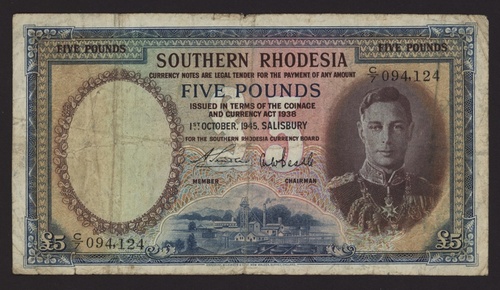 FIVE POUNDS FIVE POUNDS
SOUTHERN RHODESIA
CURRENCY NOTES ARE LEGAL TENDER FOR THE PAYMENT OF ANY AMOUNT
C/7 094,124
FIVE POUNDS
ISSUED IN TERMS OF THE COINAGE
AND CURRENCY ACT 1938
1ST OCTOBER, 1945, SALISBURY
FOR THE SOUTHERN RHODESIA CURRENCY BOARD
MEMBER CHAIRMAN
£5 C/7 094,124 £5